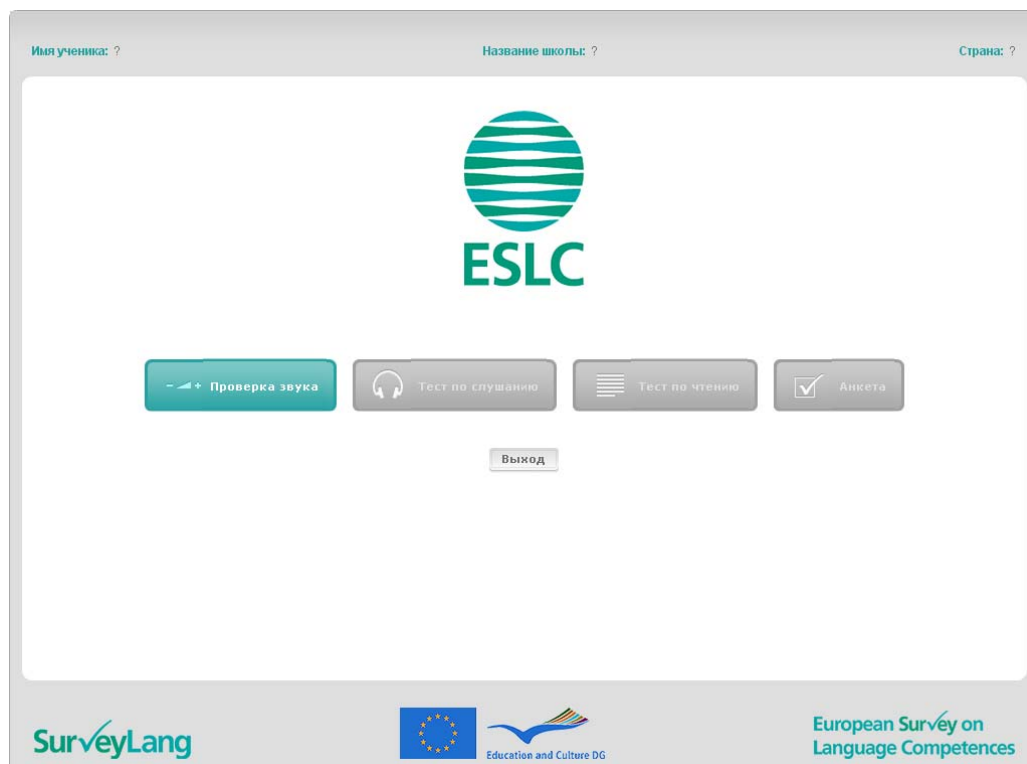 Имя ученика: ? Название школы: ? Страна: ?
ESLC
- + Проверка звука Тест по слушанию Тест по чтению Анкета
Выход
SurveyLang
Education and Culture DG
European Survey on
Language Competences